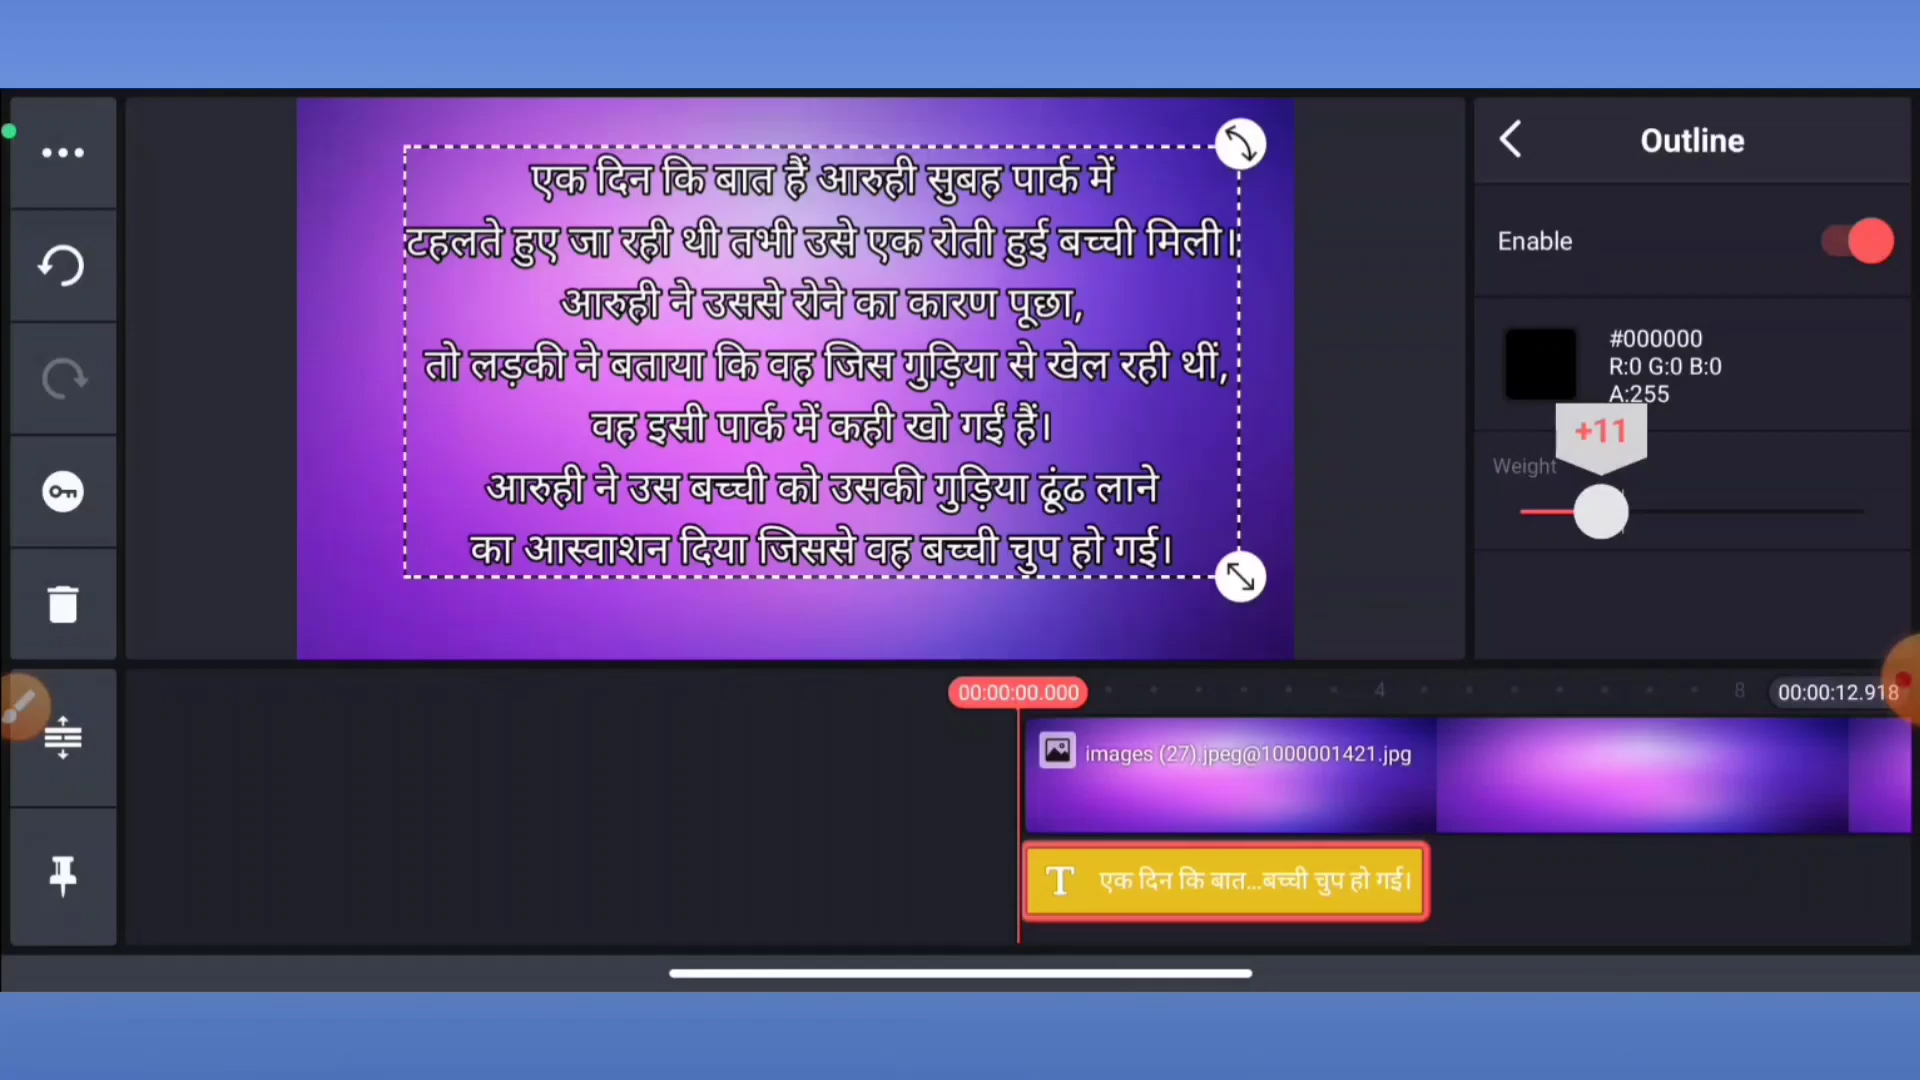 Outline
Enable
#000000
R:0 G:0 B:0
A:255
+11
Weight
एक दिन कि बात हैं आरुही सुबह पार्क में
टहलते हुए जा रही थी तभी उसे एक रोती हुई बच्ची मिली।
आरुही ने उससे रोने का कारण पूछा,
तो लड़की ने बताया कि वह जिस गुड़िया से खेल रही थीं,
वह इसी पार्क में कही खो गईं हैं।
आरुही ने उस बच्ची को उसकी गुड़िया ढूंढ लाने
का आस्वाशन दिया जिससे वह बच्ची चुप हो गई।
00:00:00.000
4
8
00:00:12.918
images (27).jpeg@1000001421.jpg
T एक दिन कि बात...बच्ची चुप हो गई।